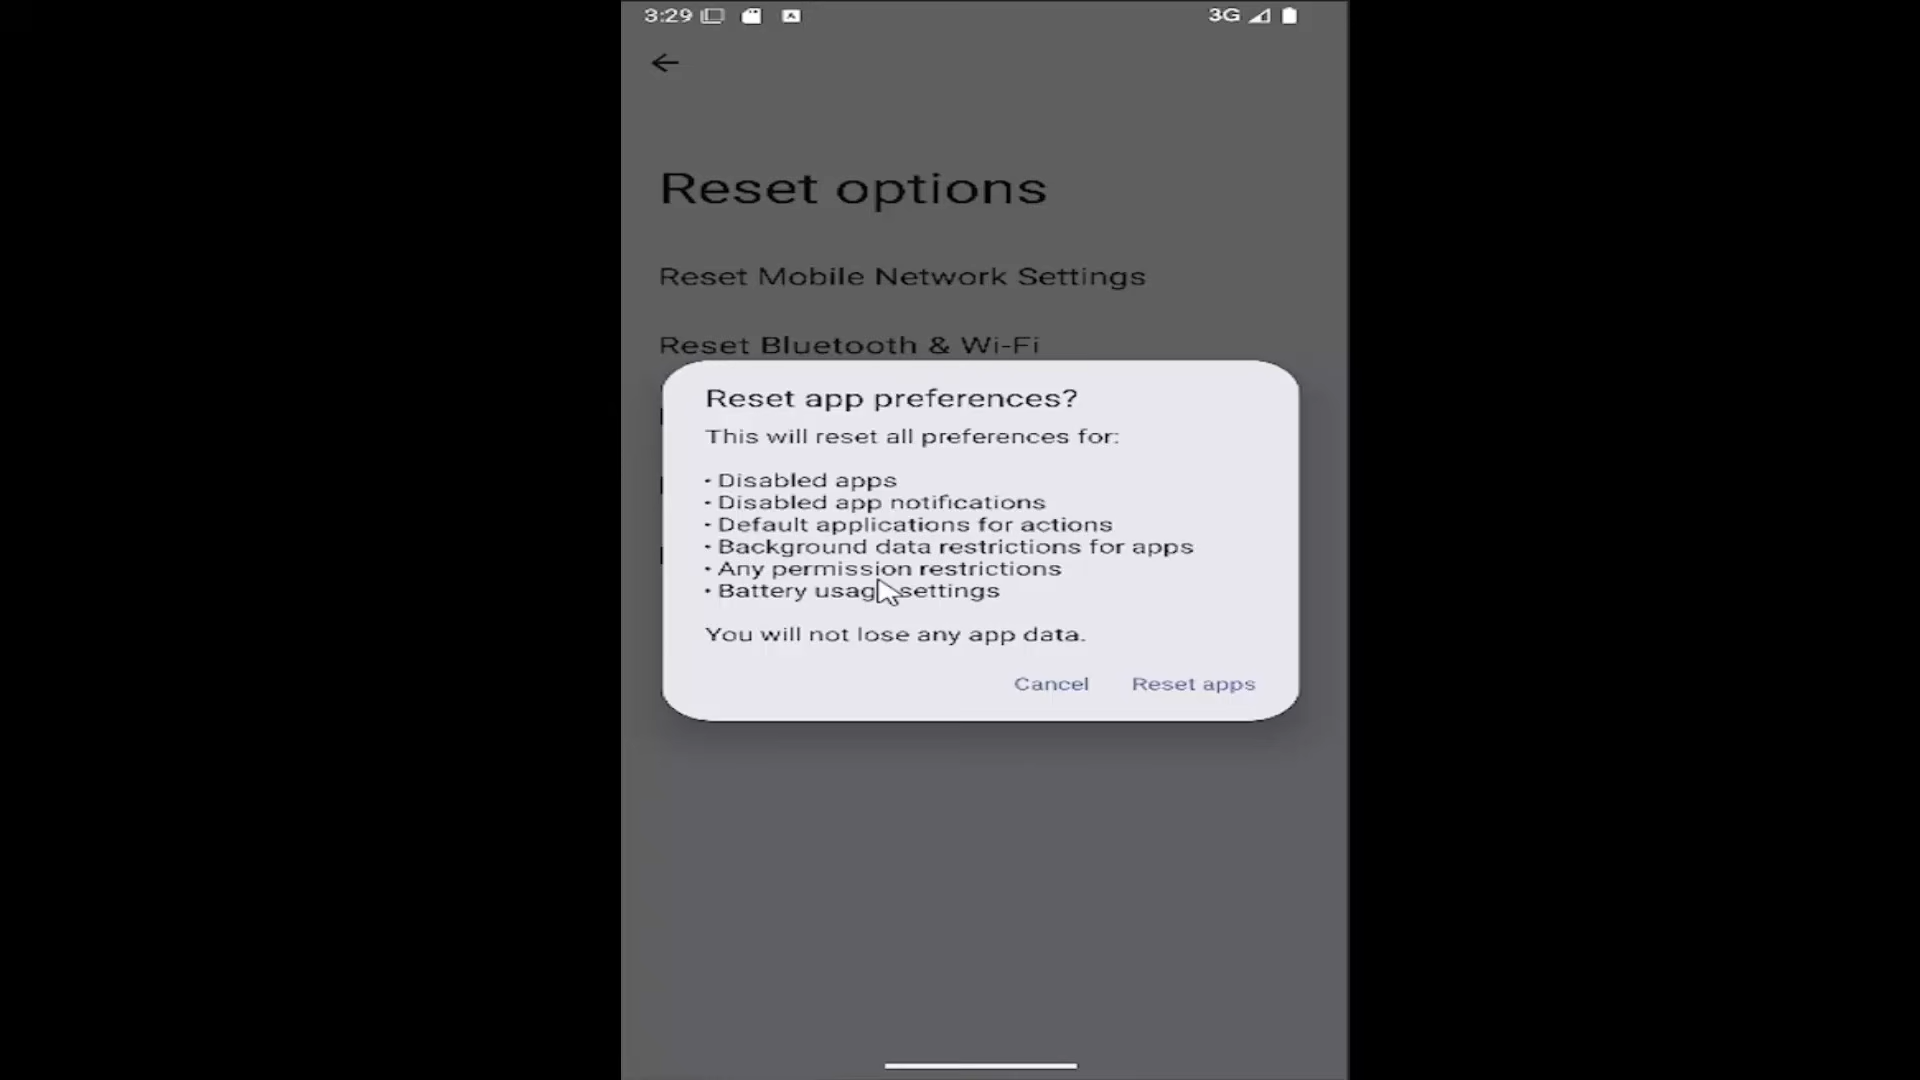 3:29
3G
Reset options
Reset Mobile Network Settings
Reset Bluetooth & Wi-Fi
Reset app preferences?
This will reset all preferences for:
• Disabled apps
• Disabled app notifications
• Default applications for actions
• Background data restrictions for apps
• Any permission restrictions
• Battery usage settings
You will not lose any app data.
Cancel
Reset apps